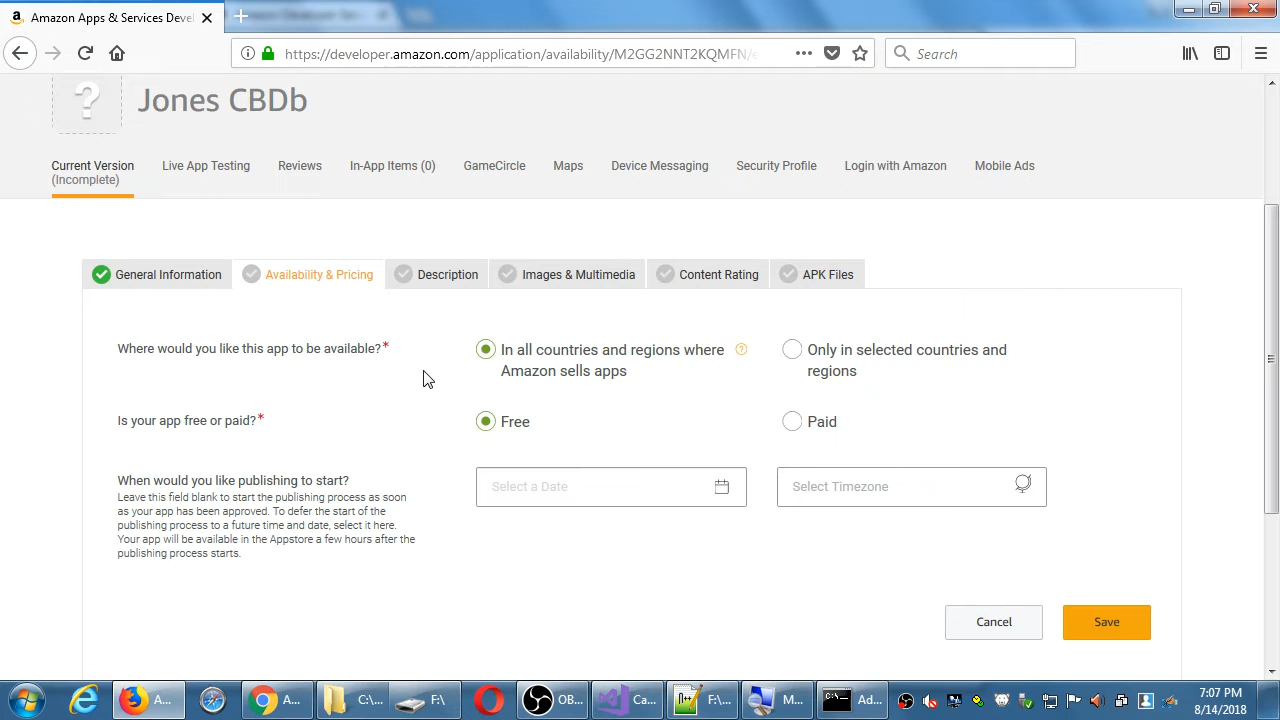 Amazon Apps & Services Deve
https://developer.amazon.com/application/availability/M2GG2NNT2KQMFN/e
Search
Jones CBDb
Current Version
(Incomplete)
Live App Testing
Reviews
In-App Items (0)
GameCircle
Maps
Device Messaging
Security Profile
Login with Amazon
Mobile Ads
General Information
Availability & Pricing
Description
Images & Multimedia
Content Rating
APK Files
Where would you like this app to be available?*
In all countries and regions where
Amazon sells apps
Only in selected countries and
regions
Is your app free or paid?*
Free
Paid
When would you like publishing to start?
Leave this field blank to start the publishing process as soon
as your app has been approved. To defer the start of the
publishing process to a future time and date, select it here.
Your app will be available in the Appstore a few hours after the
publishing process starts.
Select a Date
Select Timezone
Cancel
Save
A...
A...
C:\...
F:\
OB...
Ca...
F:\...
M...
Ad...
7:07 PM
8/14/2018